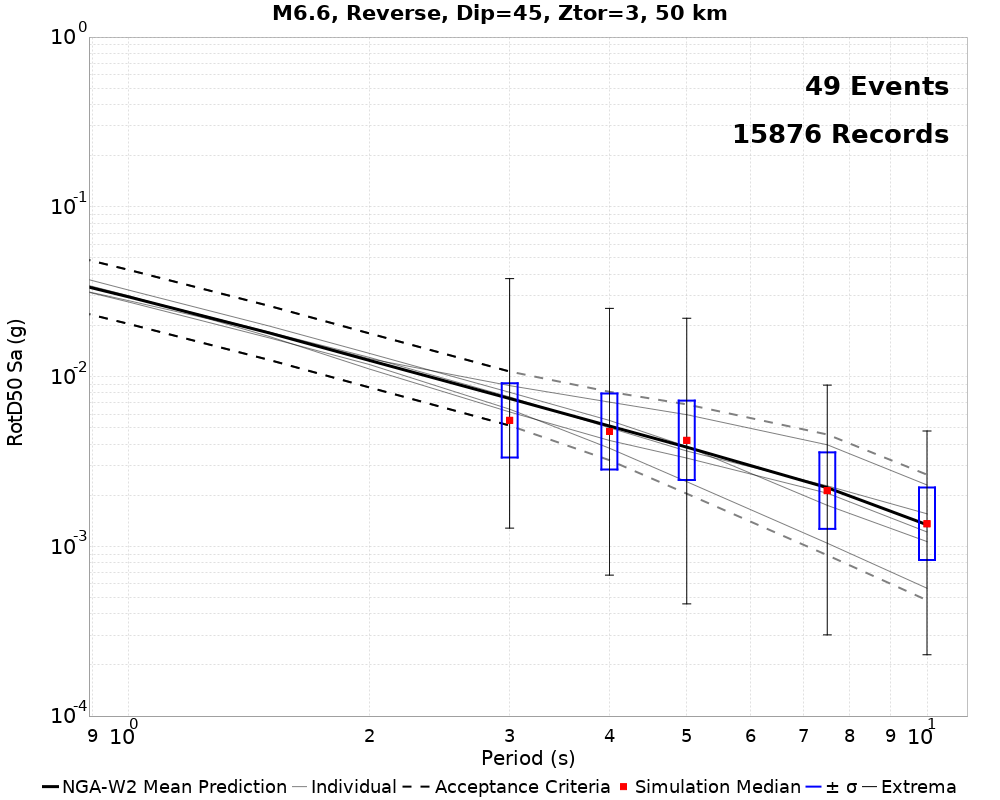 M6.6, Reverse, Dip=45, Ztor=3, 50 km
10^0
49 Events
15876 Records
10^-1
10^-2
10^-3
10^-4
RotD50 Sa (g)
9 10^0 2 3 4 5 6 7 8 9 10^1
Period (s)
NGA-W2 Mean Prediction Individual Acceptance Criteria Simulation Median ± σ Extrema